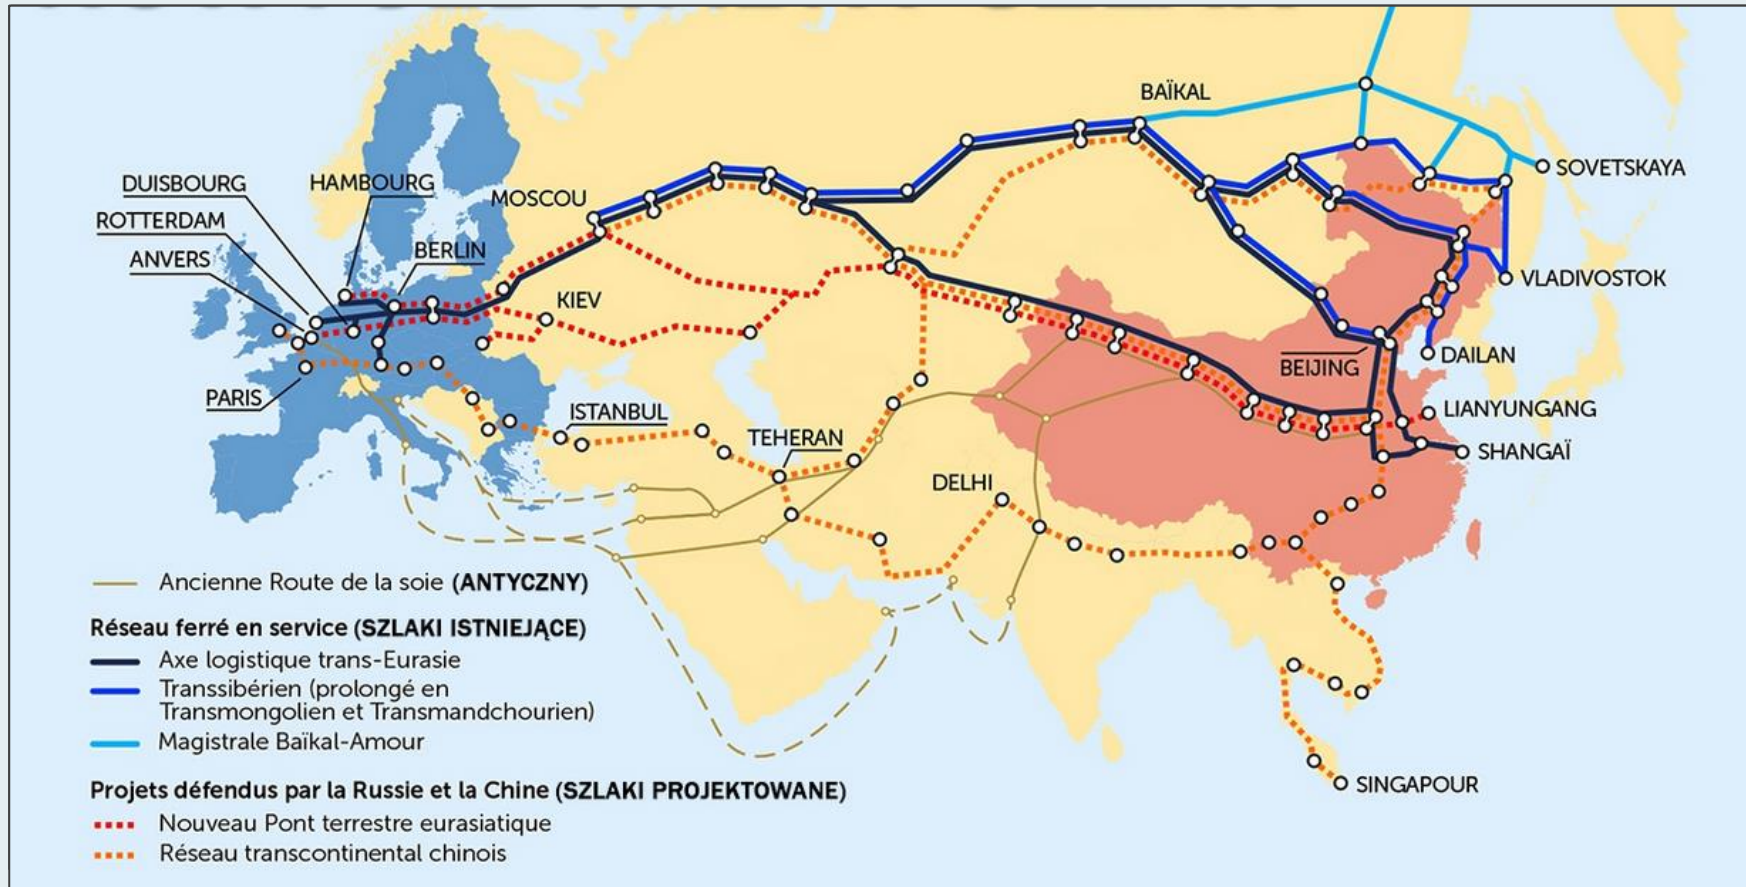 BAÏKAL
SOVETSKAYA
DUISBOURG
HAMBOURG
MOSCOU
ROTTERDAM
ANVERS
BERLIN
VLADIVOSTOK
KIEV
BEIJING
DAILAN
PARIS
ISTANBUL
LIANYUNGANG
TEHERAN
SHANGAÏ
DELHI
Ancienne Route de la soie (ANTYCZNY)
Réseau ferré en service (SZLAKI ISTNIEJĄCE)
Axe logistique trans-Eurasie
Transsibérien (prolongé en
Transmongolien et Transmandchourien)
Magistrale Baïkal-Amour
SINGAPOUR
Projets défendus par la Russie et la Chine (SZLAKI PROJEKTOWANE)
Nouveau Pont terrestre eurasiatique
Réseau transcontinental chinois